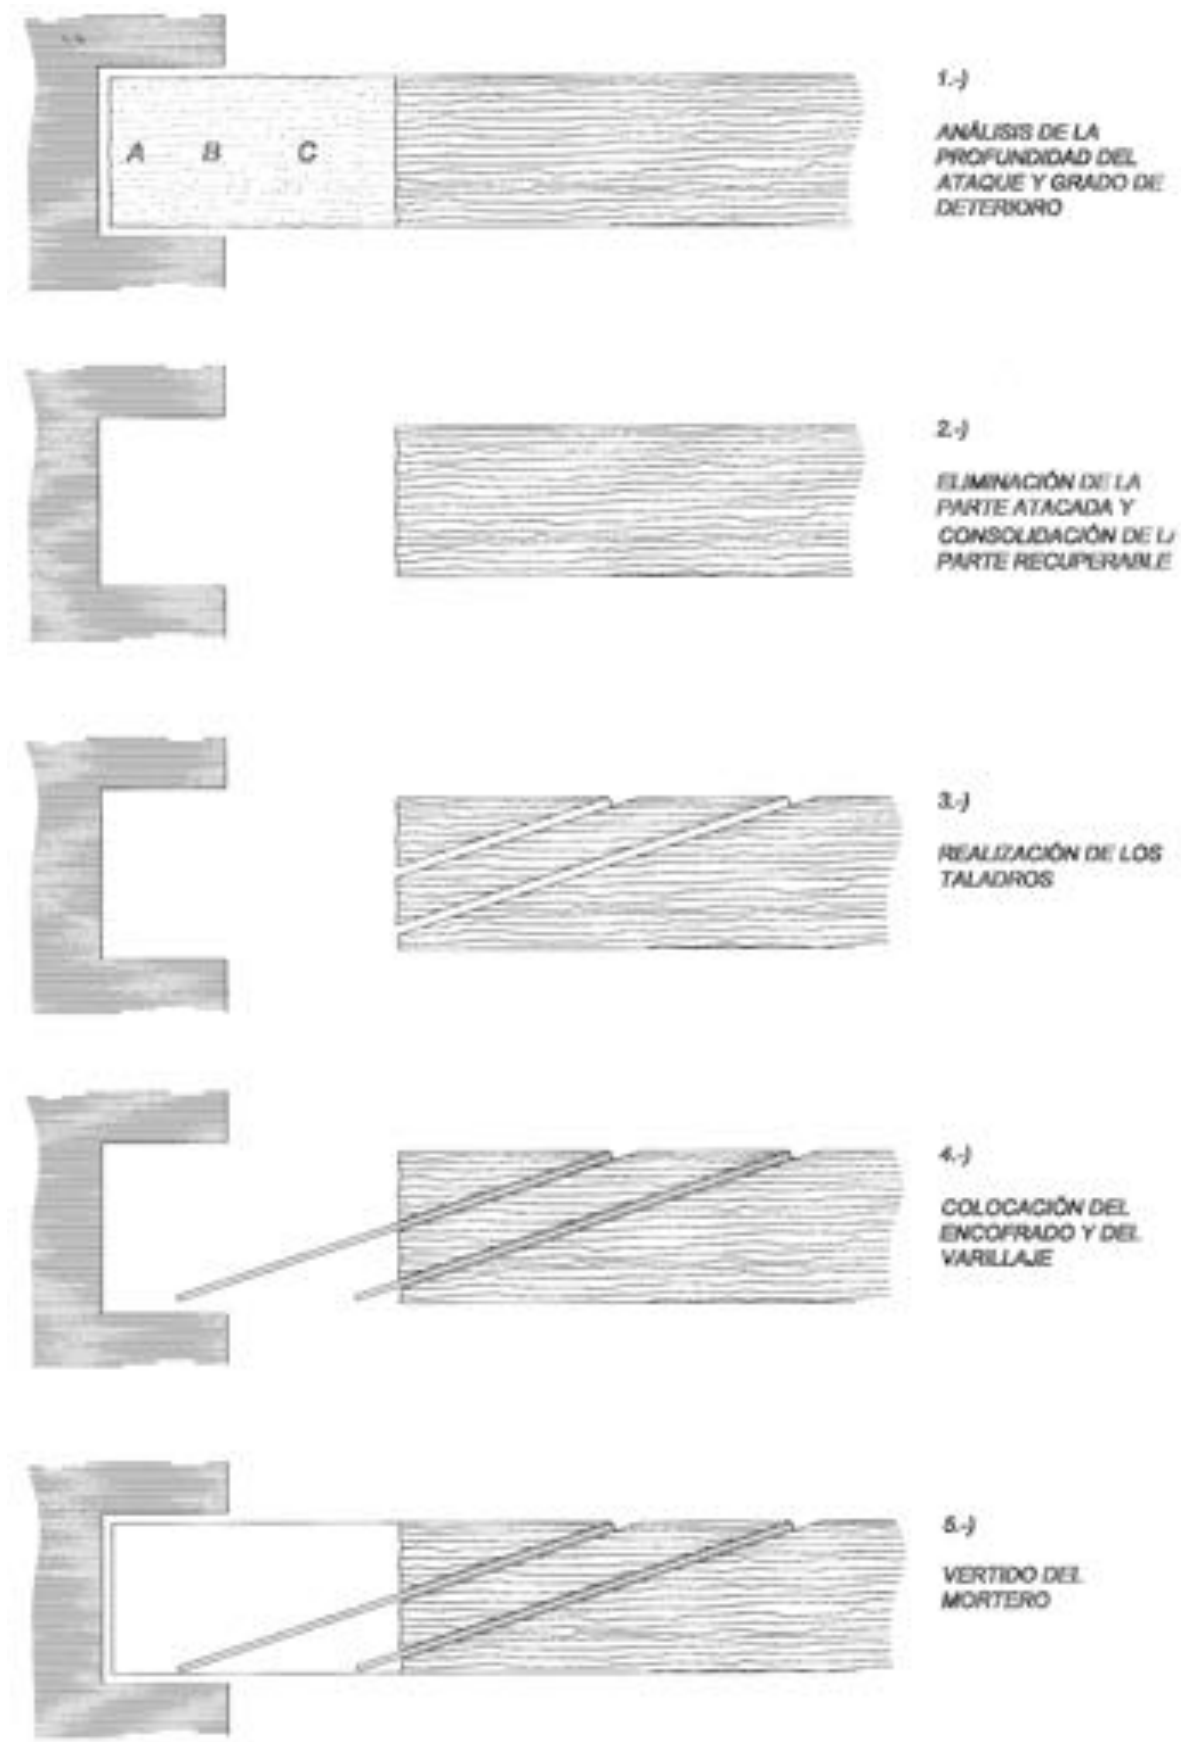 1.-)
ANÁLISIS DE LA
PROFUNDIDAD DEL
ATAQUE Y GRADO DE
DETERIORO
A B C
2.-)
ELIMINACIÓN DE LA
PARTE ATACADA Y
CONSOLIDACIÓN DE L
PARTE RECUPERABLE
3.-)
REALIZACIÓN DE LOS
TALADROS
4.-)
COLOCACIÓN DEL
ENCOFRADO Y DEL
VARILLAJE
5.-)
VERTIDO DEL
MORTERO